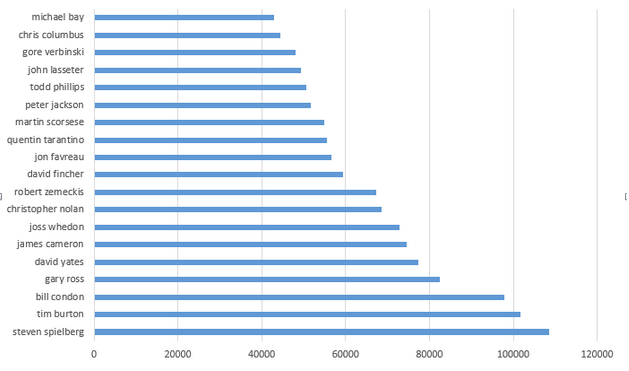 michael bay
chris columbus
gore verbinski
john lasseter
todd phillips
peter jackson
martin scorsese
quentin tarantino
jon favreau
david fincher
robert zemeckis
christopher nolan
joss whedon
james cameron
david yates
gary ross
bill condon
tim burton
steven spielberg
0 20000 40000 60000 80000 100000 120000